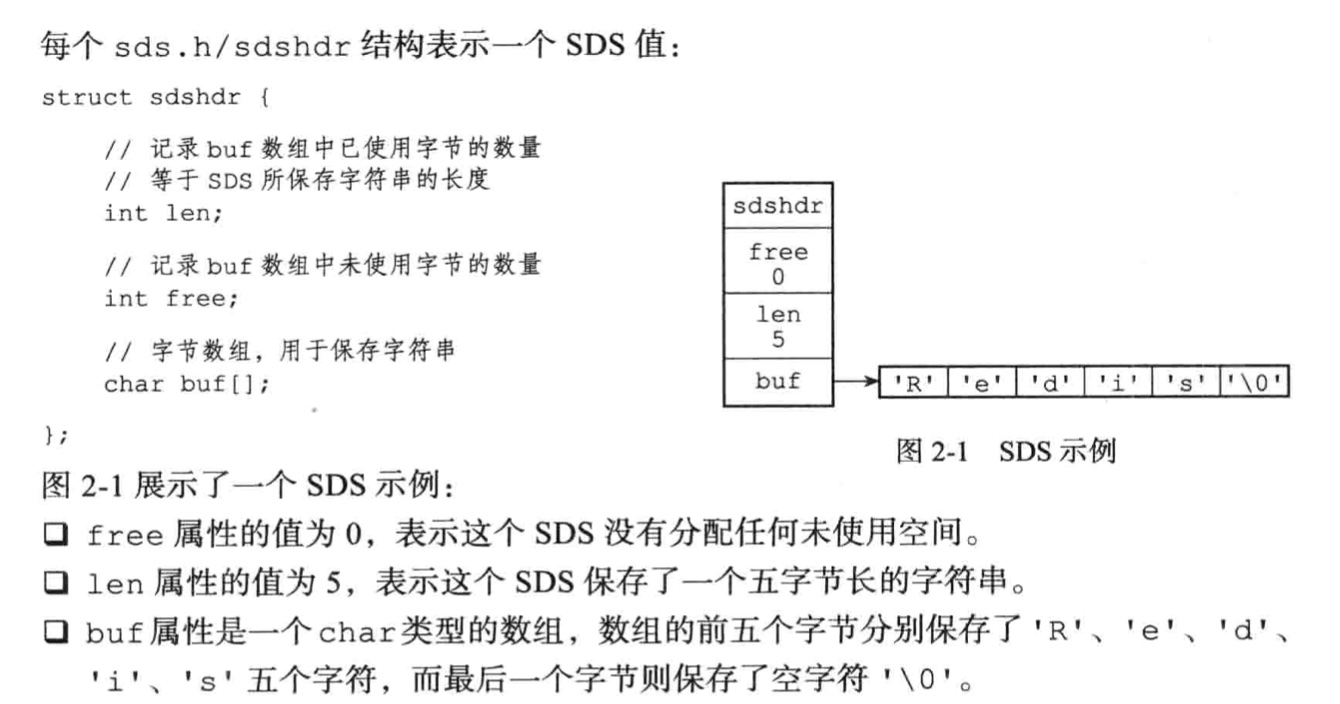 每个 sds.h/sdshdr 结构表示一个 SDS 值：
struct sdshdr {
// 记录 buf 数组中已使用字节的数量
// 等于 SDS 所保存字符串的长度
int len;
// 记录 buf 数组中未使用字节的数量
int free;
// 字节数组，用于保存字符串
char buf[];
};
sdshdr
free
0
len
5
buf
'R' 'e' 'd' 'i' 's' '\0'
图 2-1 SDS 示例
图 2-1 展示了一个 SDS 示例：
❑ free 属性的值为 0，表示这个 SDS 没有分配任何未使用空间。
❑ len 属性的值为 5，表示这个 SDS 保存了一个五字节长的字符串。
❑ buf 属性是一个 char 类型的数组，数组的前五个字节分别保存了 'R'、'e'、'd'、
'i'、's' 五个字符，而最后一个字节则保存了空字符 '\0'。